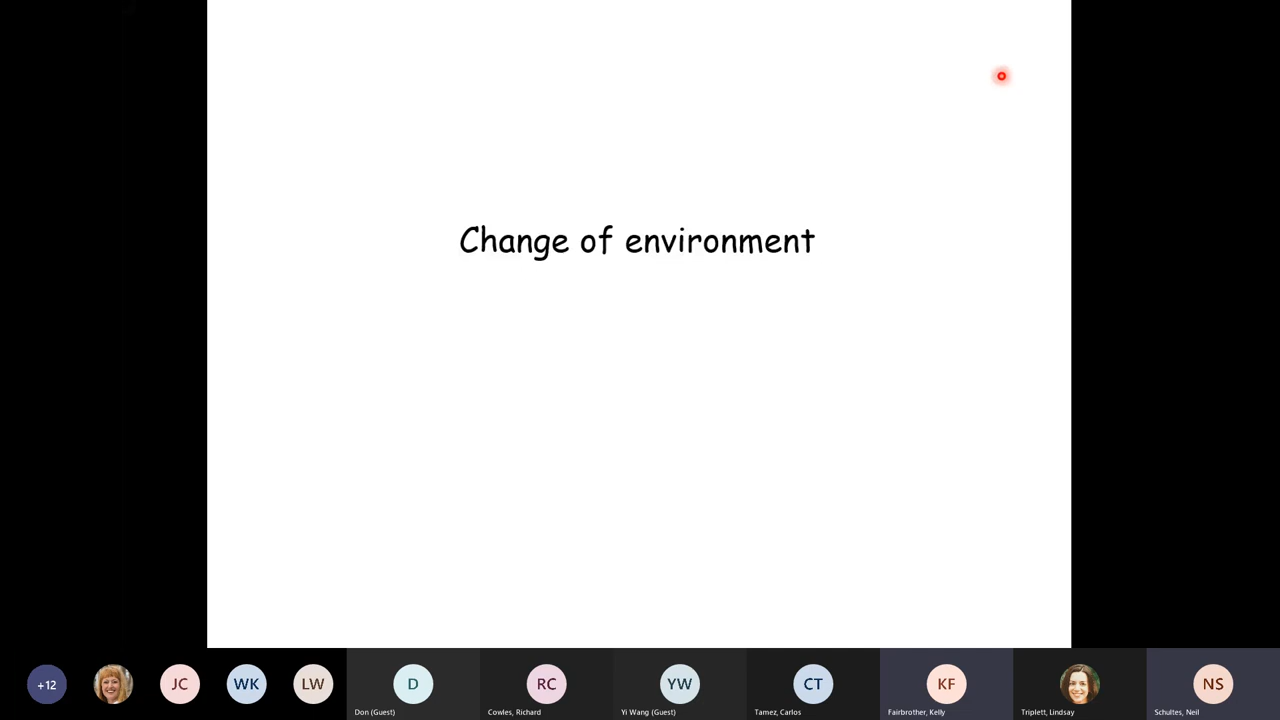 Change of environment
+12
JC
WK
LW
D
RC
YW
CT
KF
NS
Don (Guest)
Cowles, Richard
Yi Wang (Guest)
Tamez, Carlos
Fairbrother, Kelly
Triplett, Lindsay
Schultes, Neil